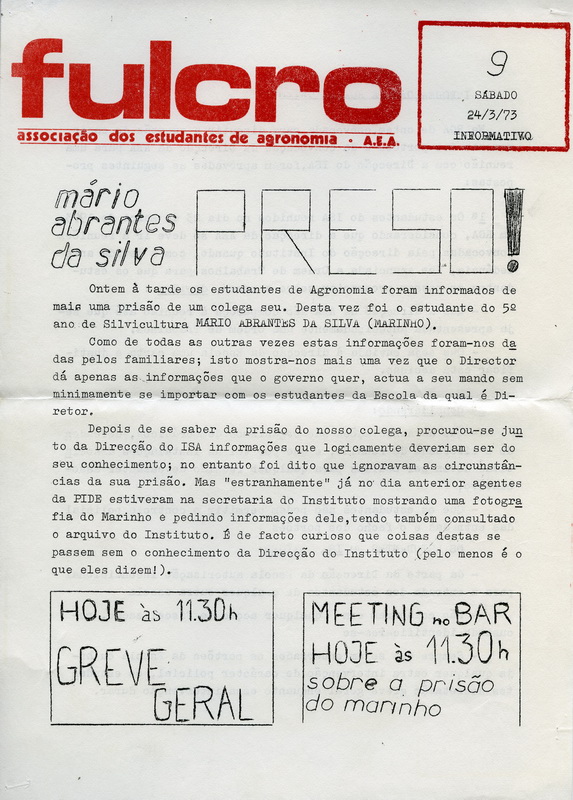 fulcro
associação dos estudantes de agronomia · A.E.A.
9
SÁBADO
24/3/73
INFORMATIVO
mário
abrantes
da silva
PRESO!
Ontem à tarde os estudantes de Agronomia foram informados de
mais uma prisão de um colega seu. Desta vez foi o estudante do 5º
ano de Silvicultura MÁRIO ABRANTES DA SILVA (MARINHO).
Como de todas as outras vezes estas informações foram-nos da
das pelos familiares; isto mostra-nos mais uma vez que o Director
dá apenas as informações que o governo quer, actua a seu mando sem
minimamente se importar com os estudantes da Escola da qual é Di-
retor.
Depois de se saber da prisão do nosso colega, procurou-se jun
to da Direcção do ISA informações que logicamente deveriam ser do
seu conhecimento; no entanto foi dito que ignoravam as circunstân-
cias da sua prisão. Mas "estranhamente" já no dia anterior agentes
da PIDE estiveram na secretaria do Instituto mostrando uma fotogra
fia do Marinho e pedindo informações dele,tendo também consultado
o arquivo do Instituto. É de facto curioso que coisas destas se
passem sem o conhecimento da Direcção do Instituto (pelo menos é o
que eles dizem!).
HOJE às 11.30h
GREVE
GERAL
MEETING no BAR
HOJE às 11.30h
sobre a prisão
do marinho